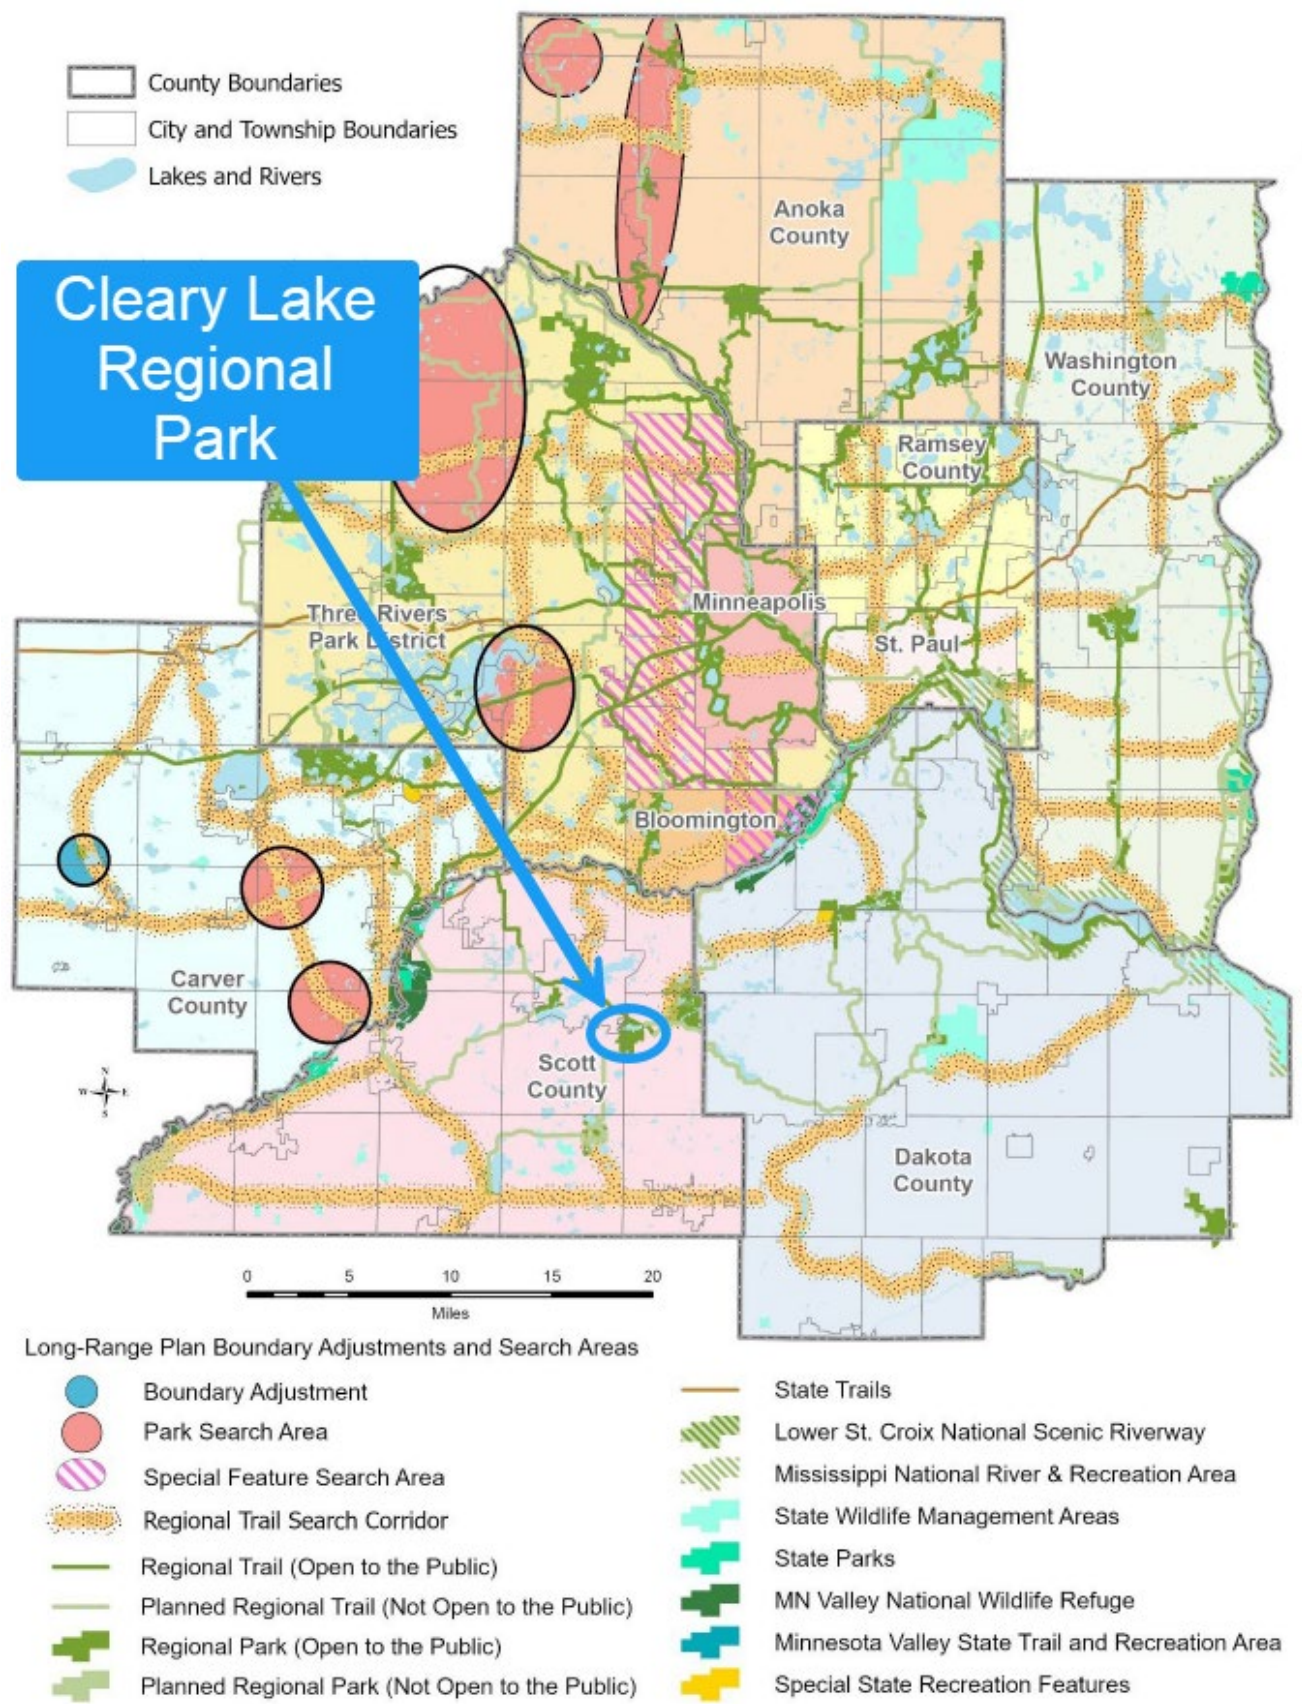 County Boundaries
City and Township Boundaries
Lakes and Rivers
Cleary Lake
Regional
Park
Anoka
County
Washington
County
Ramsey
County
Minneapolis
Three Rivers
Park District
St. Paul
Bloomington
Carver
County
Scott
County
Dakota
County
N
W E
S
0 5 10 15 20
Miles
Long-Range Plan Boundary Adjustments and Search Areas
Boundary Adjustment
Park Search Area
Special Feature Search Area
Regional Trail Search Corridor
Regional Trail (Open to the Public)
Planned Regional Trail (Not Open to the Public)
Regional Park (Open to the Public)
Planned Regional Park (Not Open to the Public)
State Trails
Lower St. Croix National Scenic Riverway
Mississippi National River & Recreation Area
State Wildlife Management Areas
State Parks
MN Valley National Wildlife Refuge
Minnesota Valley State Trail and Recreation Area
Special State Recreation Features